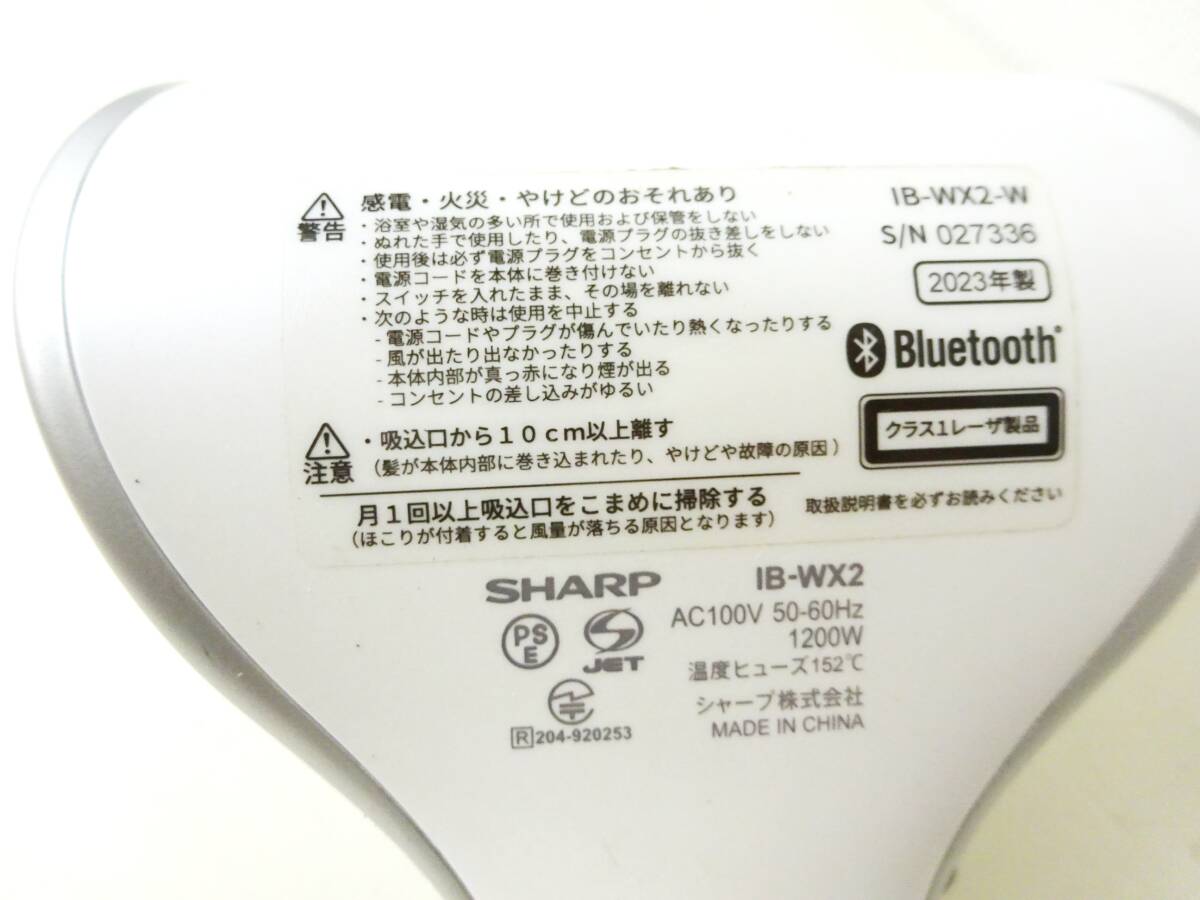 警告
感電・火災・やけどのおそれあり
・浴室や湿気の多い所で使用および保管をしない
・ぬれた手で使用したり、電源プラグの抜き差しをしない
・使用後は必ず電源プラグをコンセントから抜く
・電源コードを本体に巻き付けない
・スイッチを入れたまま、その場を離れない
・次のような時は使用を中止する
- 電源コードやプラグが傷んでいたり熱くなったりする
- 風が出たり出なかったりする
- 本体内部が真っ赤になり煙が出る
- コンセントの差し込みがゆるい
注意
・吸込口から10cm以上離す
(髪が本体内部に巻き込まれたり、やけどや故障の原因)
月1回以上吸込口をこまめに掃除する
(ほこりが付着すると風量が落ちる原因となります)
IB-WX2-W
S/N 027336
2023年製
Bluetooth®
クラス1レーザ製品
取扱説明書を必ずお読みください
SHARP
IB-WX2
PS
E
JET
AC100V 50-60Hz
1200W
温度ヒューズ152℃
シャープ株式会社
MADE IN CHINA
R 204-920253